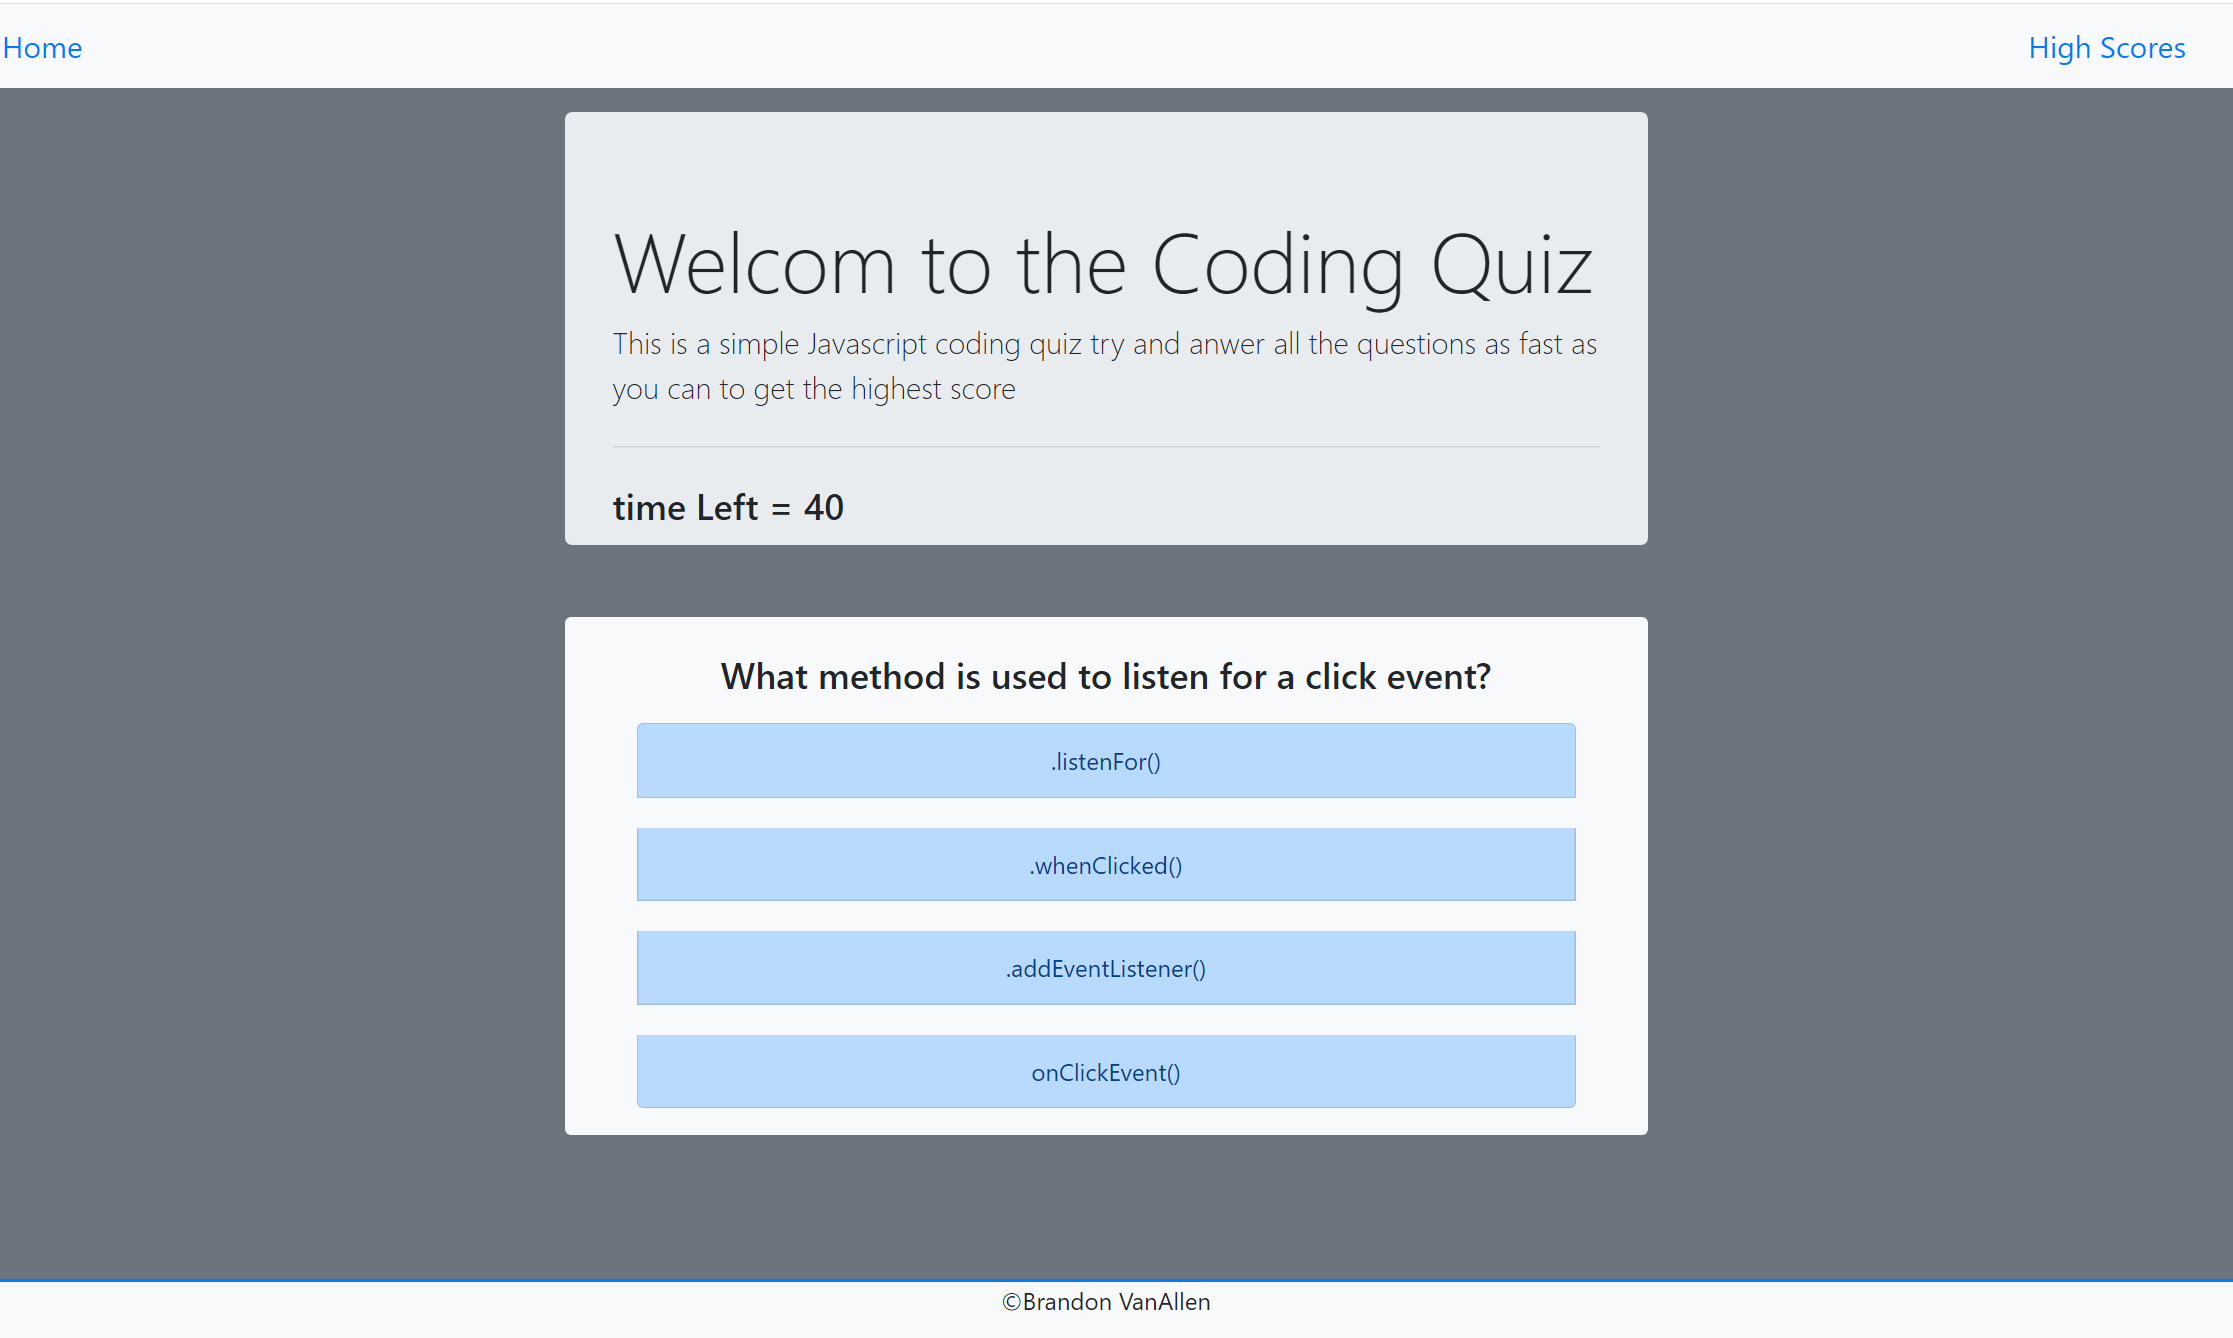 Home
High Scores
Welcom to the Coding Quiz
This is a simple Javascript coding quiz try and anwer all the questions as fast as
you can to get the highest score
time Left = 40
What method is used to listen for a click event?
.listenFor()
.whenClicked()
.addEventListener()
onClickEvent()
©Brandon VanAllen